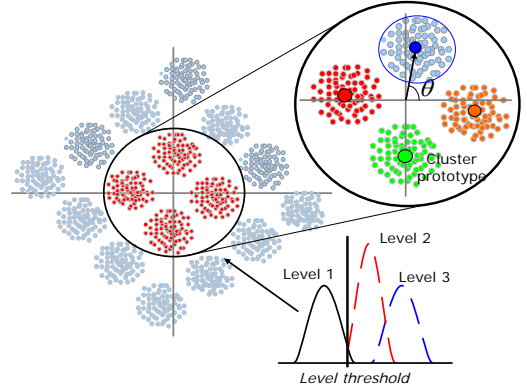 θ
Cluster
prototype
Level 2
Level 1
Level 3
Level threshold